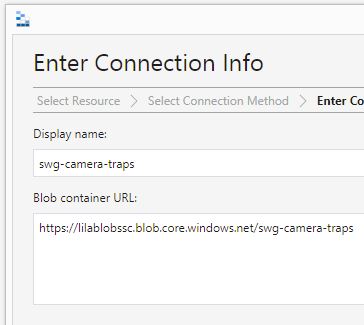 Enter Connection Info
Select Resource > Select Connection Method > Enter Co
Display name:
swg-camera-traps
Blob container URL:
https://lilablobssc.blob.core.windows.net/swg-camera-traps